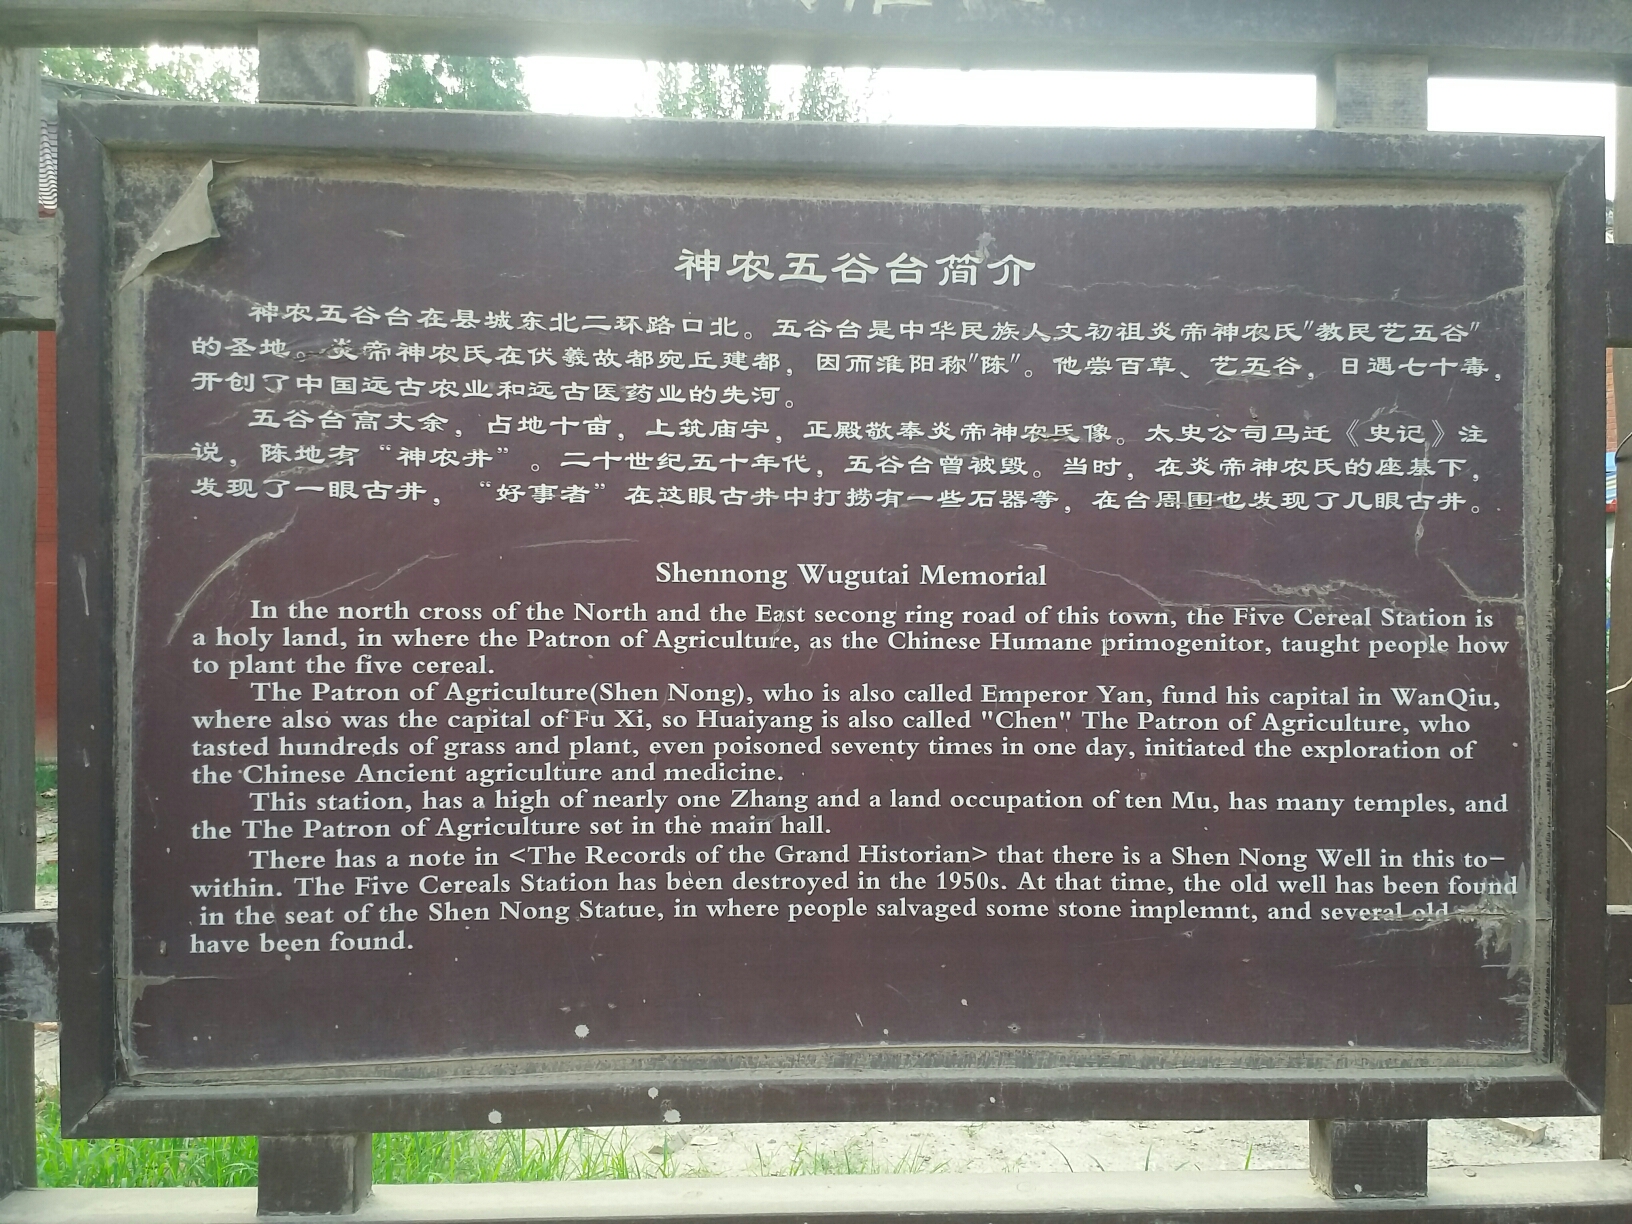 神农五谷台简介
神农五谷台在县城东北二环路口北。五谷台是中华民族人文初祖炎帝神农氏"教民艺五谷"
的圣地。炎帝神农氏在伏羲故都宛丘建都，因而淮阳称"陈"。他尝百草、艺五谷，日遇七十毒，
开创了中国远古农业和远古医药业的先河。
五谷台高丈余，占地十亩，上筑庙宇，正殿敬奉炎帝神农氏像。太史公司马迁《史记》注
说，陈地有“神农井”。二十世纪五十年代，五谷台曾被毁。当时，在炎帝神农氏的座基下，
发现了一眼古井，“好事者”在这眼古井中打捞有一些石器等，在台周围也发现了几眼古井。
Shennong Wugutai Memorial
In the north cross of the North and the East secong ring road of this town, the Five Cereal Station is
a holy land, in where the Patron of Agriculture, as the Chinese Humane primogenitor, taught people how
to plant the five cereal.
The Patron of Agriculture(Shen Nong), who is also called Emperor Yan, fund his capital in WanQiu,
where also was the capital of Fu Xi, so Huaiyang is also called "Chen" The Patron of Agriculture, who
tasted hundreds of grass and plant, even poisoned seventy times in one day, initiated the exploration of
the Chinese Ancient agriculture and medicine.
This station, has a high of nearly one Zhang and a land occupation of ten Mu, has many temples, and
the The Patron of Agriculture set in the main hall.
There has a note in <The Records of the Grand Historian> that there is a Shen Nong Well in this to-
within. The Five Cereals Station has been destroyed in the 1950s. At that time, the old well has been found
in the seat of the Shen Nong Statue, in where people salvaged some stone implemnt, and several old
have been found.